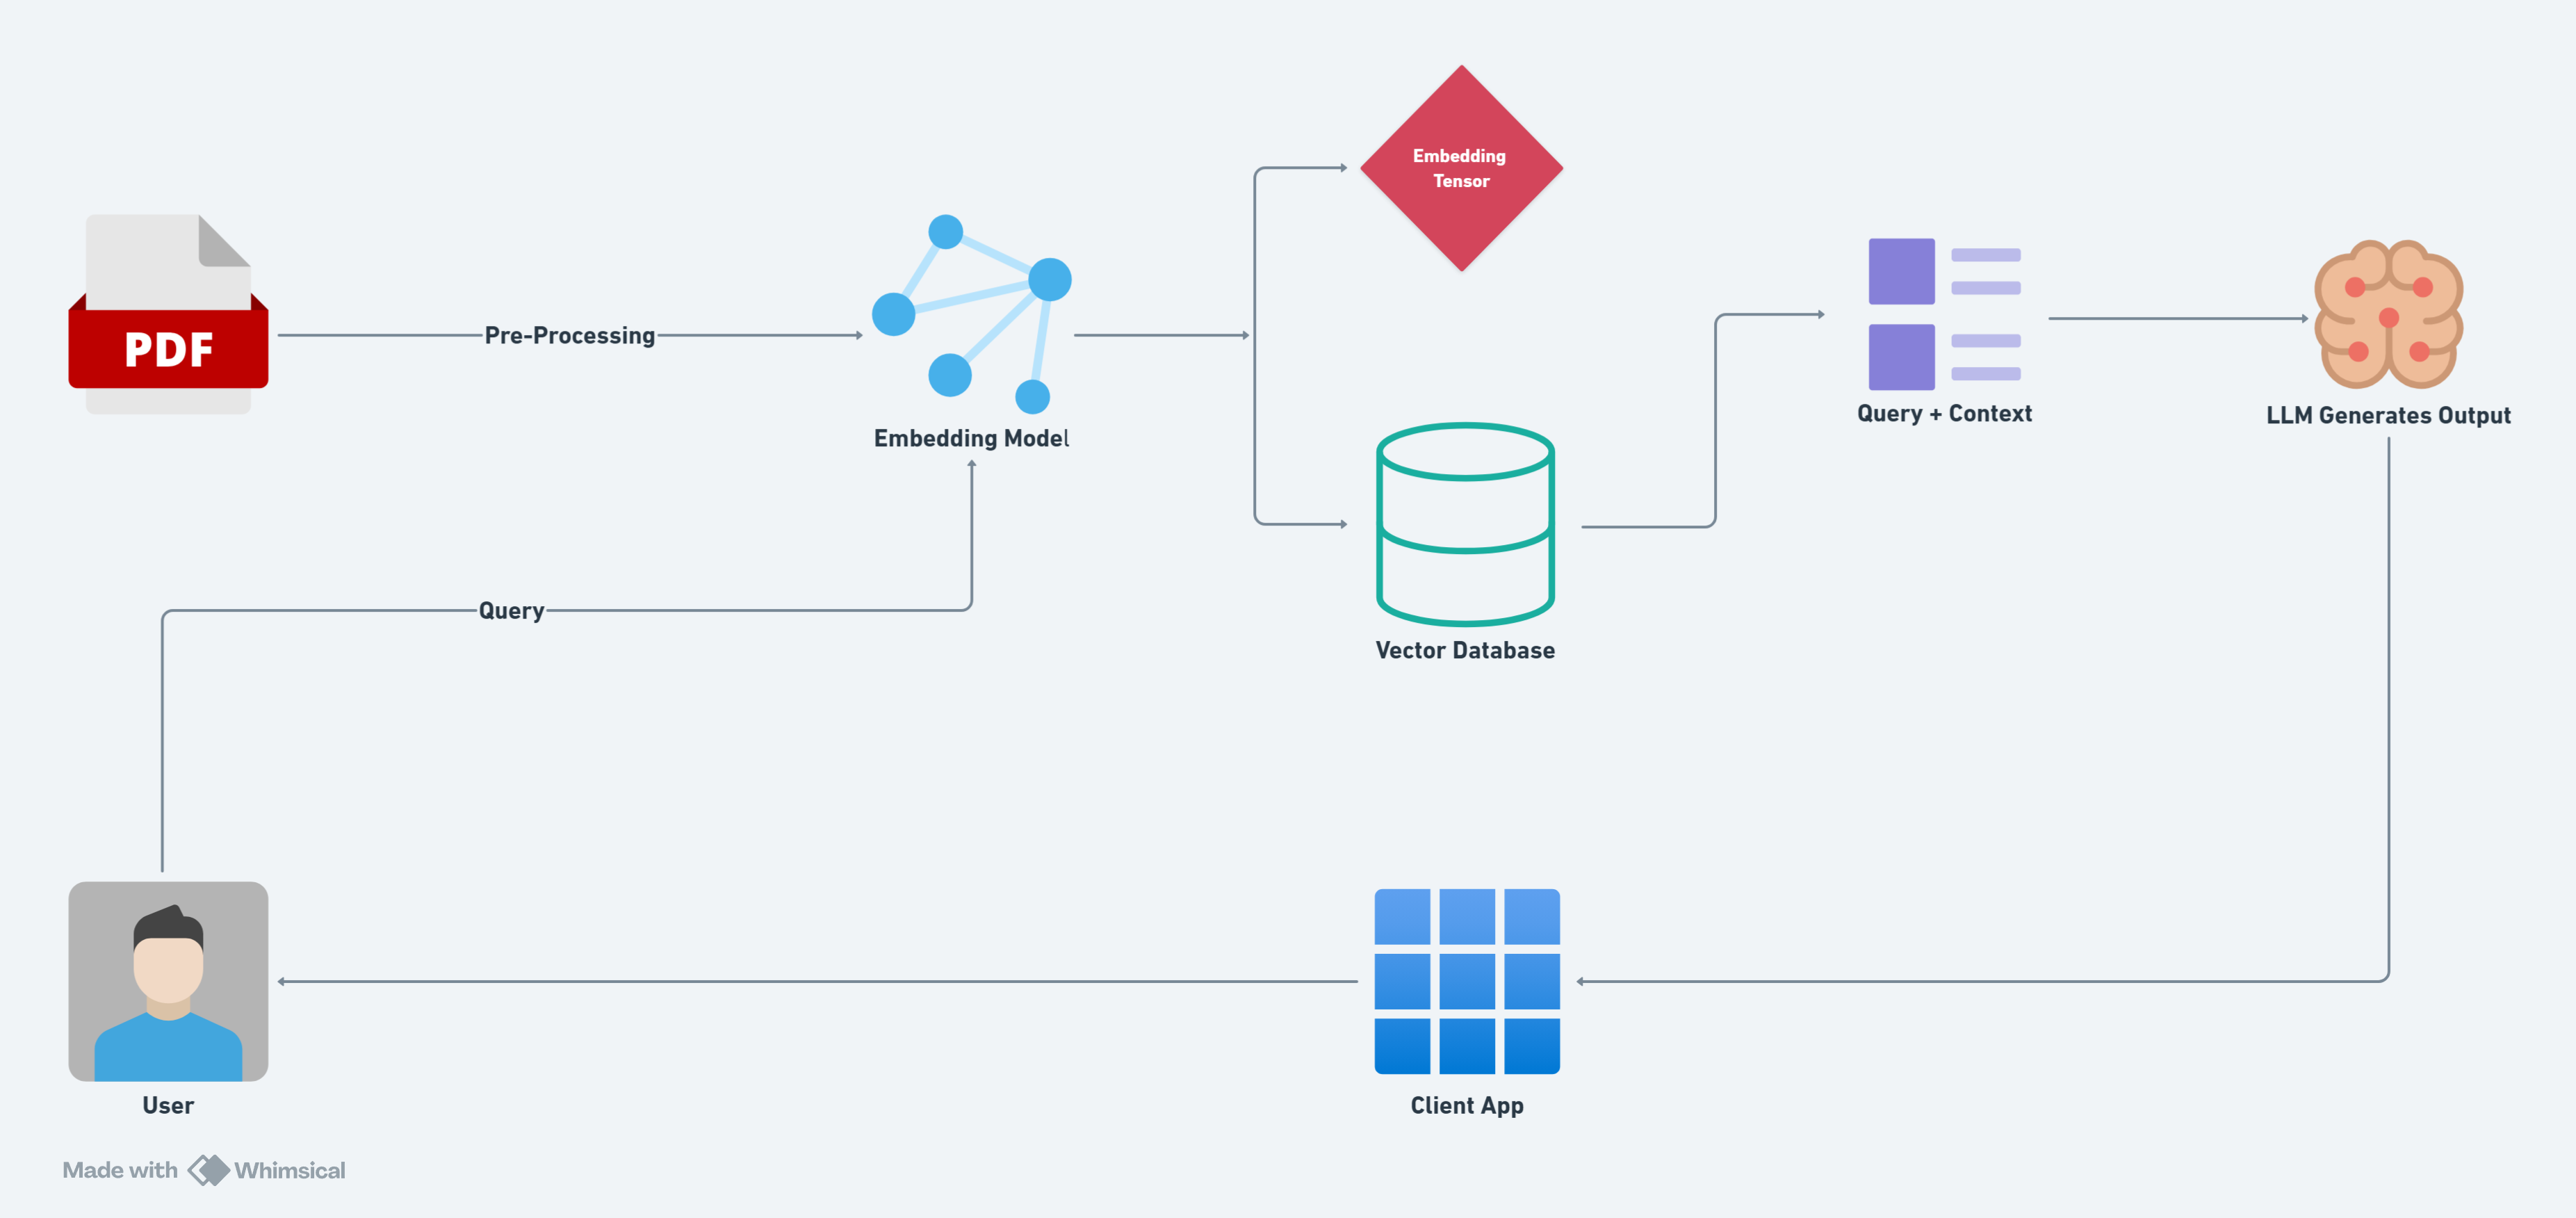 Embedding
Tensor
PDF
Pre-Processing
Embedding Model
Query + Context
LLM Generates Output
Query
Vector Database
User
Client App
Made with Whimsical